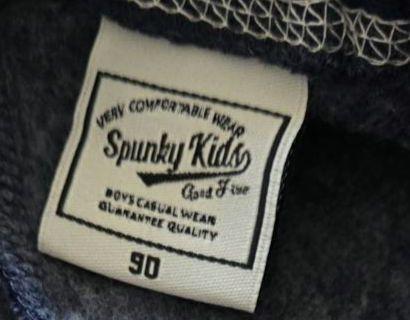 VERY COMFORTABLE WEAR
Spunky Kids
Good Fine
BOYS CASUAL WEAR
GUARANTEE QUALITY
90